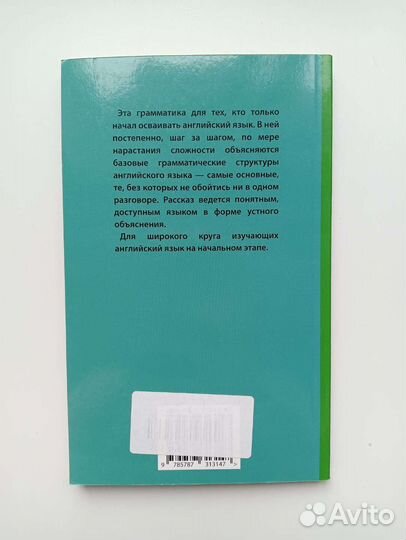 Эта грамматика для тех, кто только
начал осваивать английский язык. В ней
постепенно, шаг за шагом, по мере
нарастания сложности объясняются
базовые грамматические структуры
английского языка — самые основные,
те, без которых не обойтись ни в одном
разговоре. Рассказ ведется понятным,
доступным языком в форме устного
объяснения.
Для широкого круга изучающих
английский язык на начальном этапе.
9 785787 313147 >
Avito